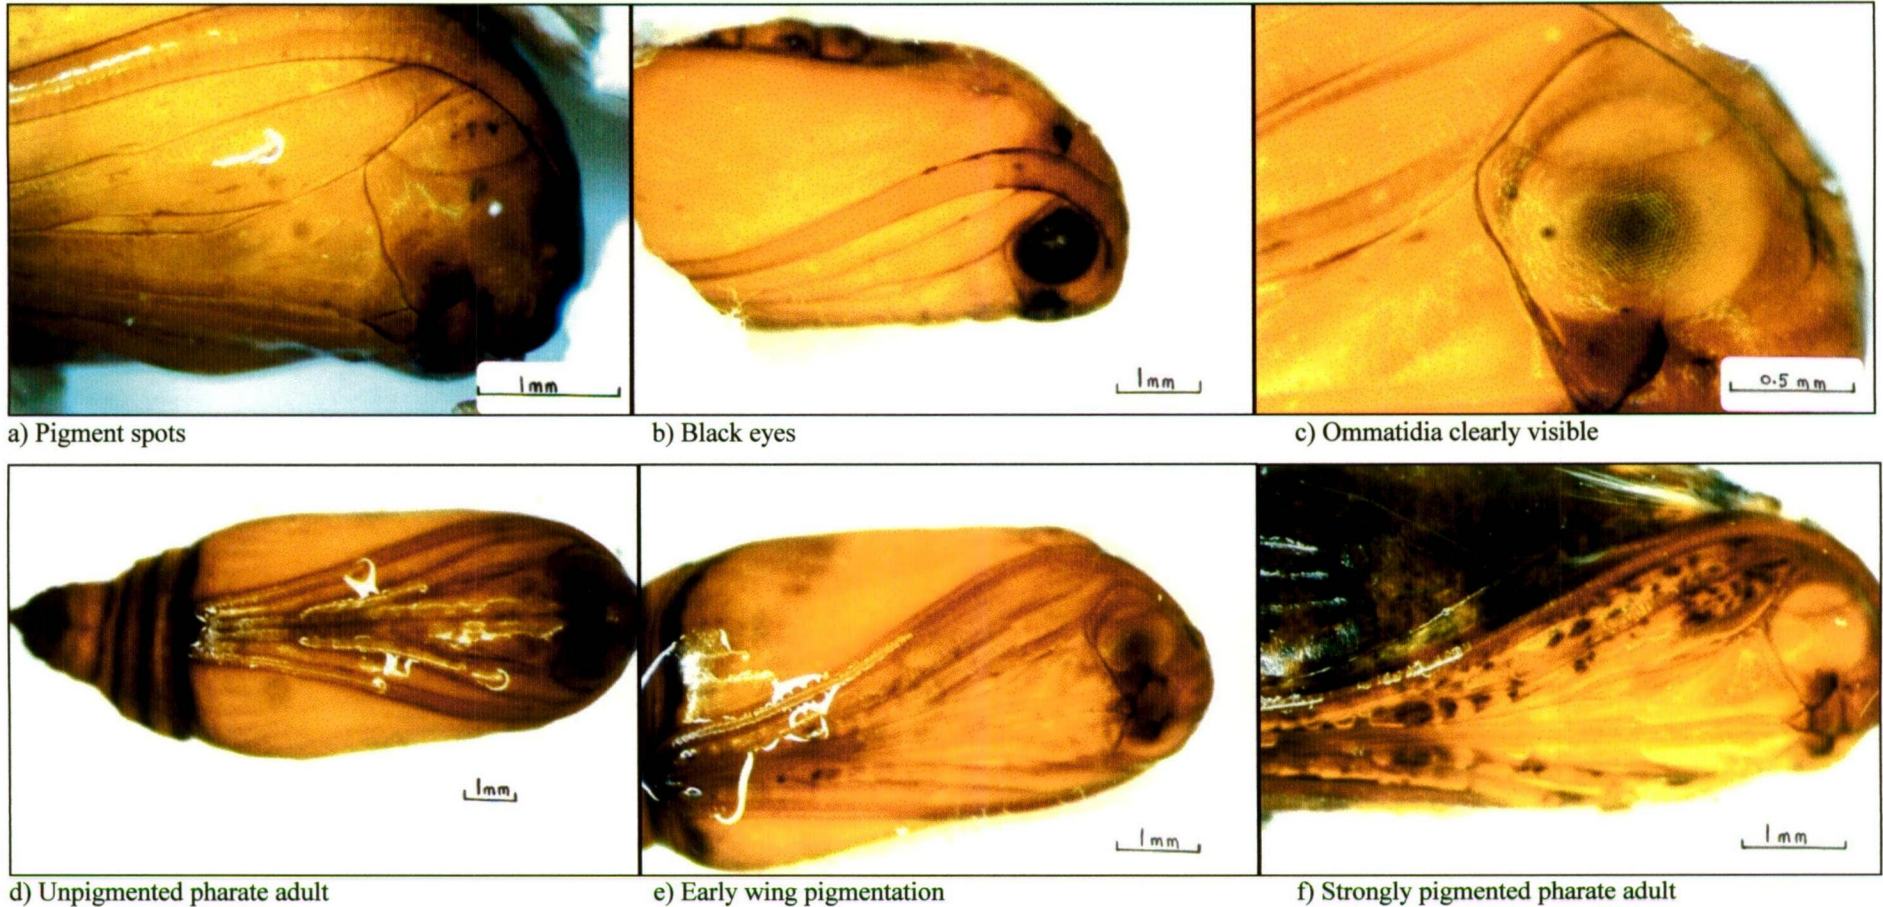 1mm
1mm
0.5 mm
a) Pigment spots
b) Black eyes
c) Ommatidia clearly visible
1mm
1mm
1mm
d) Unpigmented pharate adult
e) Early wing pigmentation
f) Strongly pigmented pharate adult